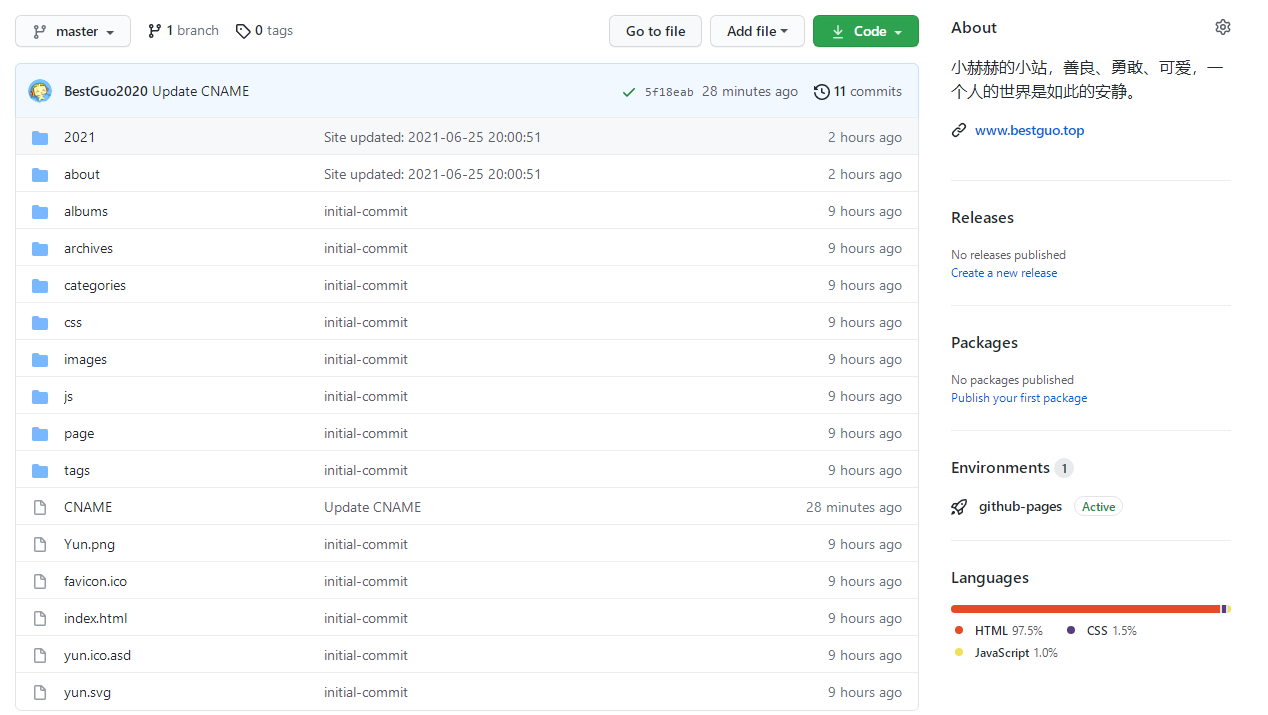 master 1 branch 0 tags Go to file Add file Code
BestGuo2020 Update CNAME 5f18eab 28 minutes ago 11 commits
2021 Site updated: 2021-06-25 20:00:51 2 hours ago
about Site updated: 2021-06-25 20:00:51 2 hours ago
albums initial-commit 9 hours ago
archives initial-commit 9 hours ago
categories initial-commit 9 hours ago
css initial-commit 9 hours ago
images initial-commit 9 hours ago
js initial-commit 9 hours ago
page initial-commit 9 hours ago
tags initial-commit 9 hours ago
CNAME Update CNAME 28 minutes ago
Yun.png initial-commit 9 hours ago
favicon.ico initial-commit 9 hours ago
index.html initial-commit 9 hours ago
yun.ico.asd initial-commit 9 hours ago
yun.svg initial-commit 9 hours ago
About
小赫赫的小站，善良、勇敢、可爱，一
个人的世界是如此的安静。
www.bestguo.top
Releases
No releases published
Create a new release
Packages
No packages published
Publish your first package
Environments 1
github-pages Active
Languages
HTML 97.5% CSS 1.5%
JavaScript 1.0%